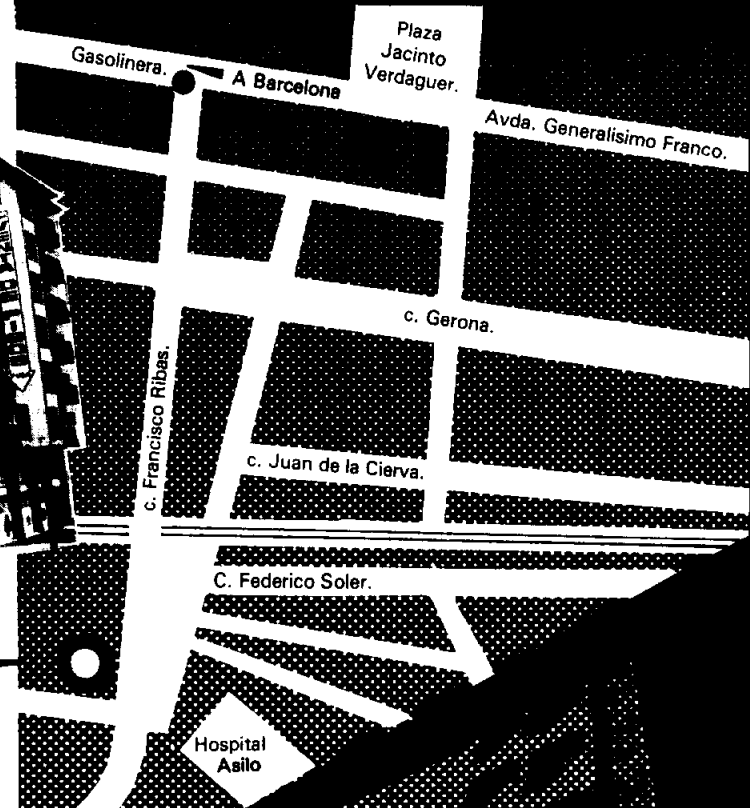 Plaza
Jacinto
Verdaguer.
Gasolinera.
A Barcelona
Avda. Generalisimo Franco.
c. Gerona.
c. Francisco Ribas.
c. Juan de la Cierva.
C. Federico Soler.
Hospital
Asilo